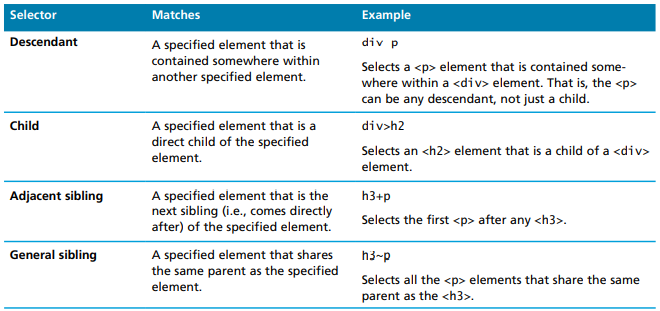 Selector Matches Example
Descendant A specified element that is div p
contained somewhere within
another specified element.
Selects a <p> element that is contained some-
where within a <div> element. That is, the <p>
can be any descendant, not just a child.
Child A specified element that is a div>h2
direct child of the specified
element.
Selects an <h2> element that is a child of a <div>
element.
Adjacent sibling A specified element that is the h3+p
next sibling (i.e., comes directly
after) of the specified element.
Selects the first <p> after any <h3>.
General sibling A specified element that shares h3~p
the same parent as the specified
element.
Selects all the <p> elements that share the same
parent as the <h3>.